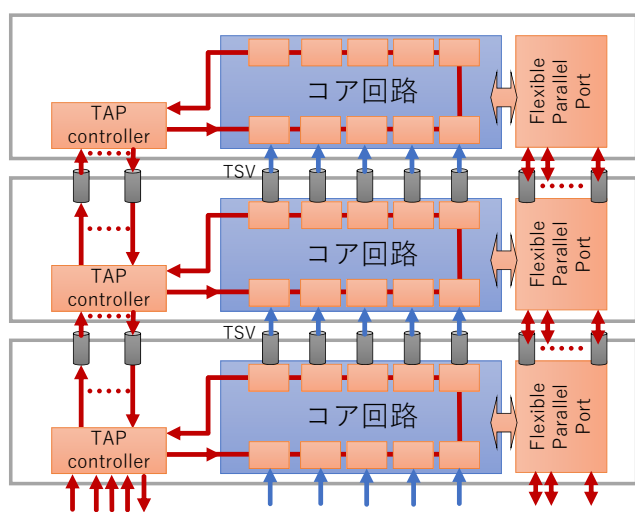 コア回路
TAP
controller
Flexible
Parallel
Port
TSV
コア回路
TAP
controller
Flexible
Parallel
Port
TSV
コア回路
TAP
controller
Flexible
Parallel
Port